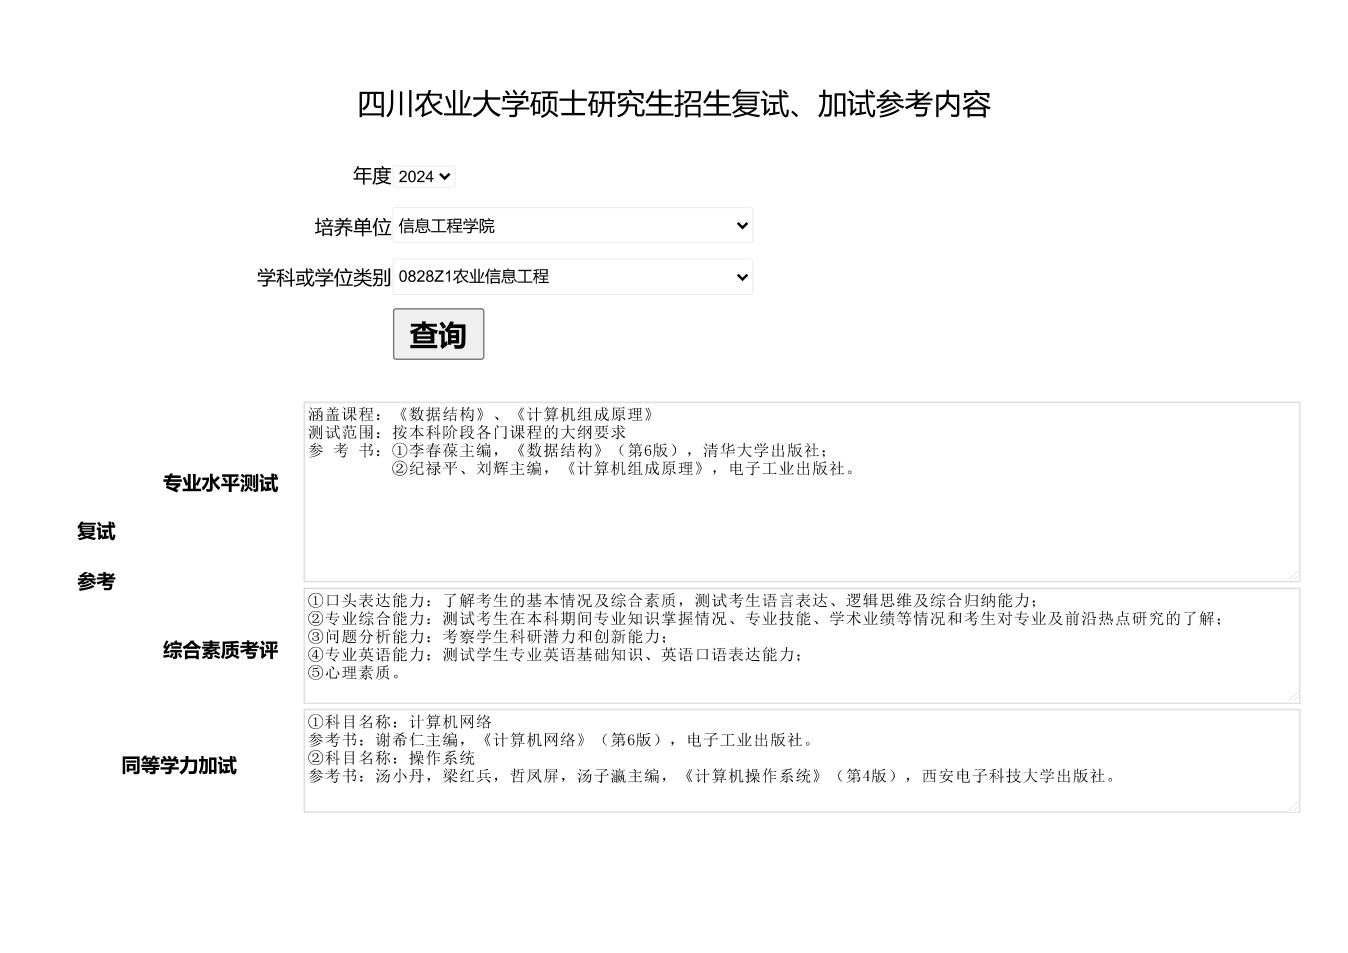 四川农业大学硕士研究生招生复试、加试参考内容
年度 2024
培养单位 信息工程学院
学科或学位类别 0828Z1农业信息工程
查询
复试
参考
专业水平测试
涵盖课程：《数据结构》、《计算机组成原理》
测试范围：按本科阶段各门课程的大纲要求
参 考 书：①李春葆主编，《数据结构》（第6版），清华大学出版社；
②纪禄平、刘辉主编，《计算机组成原理》，电子工业出版社。
综合素质考评
①口头表达能力：了解考生的基本情况及综合素质，测试考生语言表达、逻辑思维及综合归纳能力；
②专业综合能力：测试考生在本科期间专业知识掌握情况、专业技能、学术业绩等情况和考生对专业及前沿热点研究的了解；
③问题分析能力：考察学生科研潜力和创新能力；
④专业英语能力：测试学生专业英语基础知识、英语口语表达能力；
⑤心理素质。
同等学力加试
①科目名称：计算机网络
参考书：谢希仁主编，《计算机网络》（第6版），电子工业出版社。
②科目名称：操作系统
参考书：汤小丹，梁红兵，哲凤屏，汤子瀛主编，《计算机操作系统》（第4版），西安电子科技大学出版社。